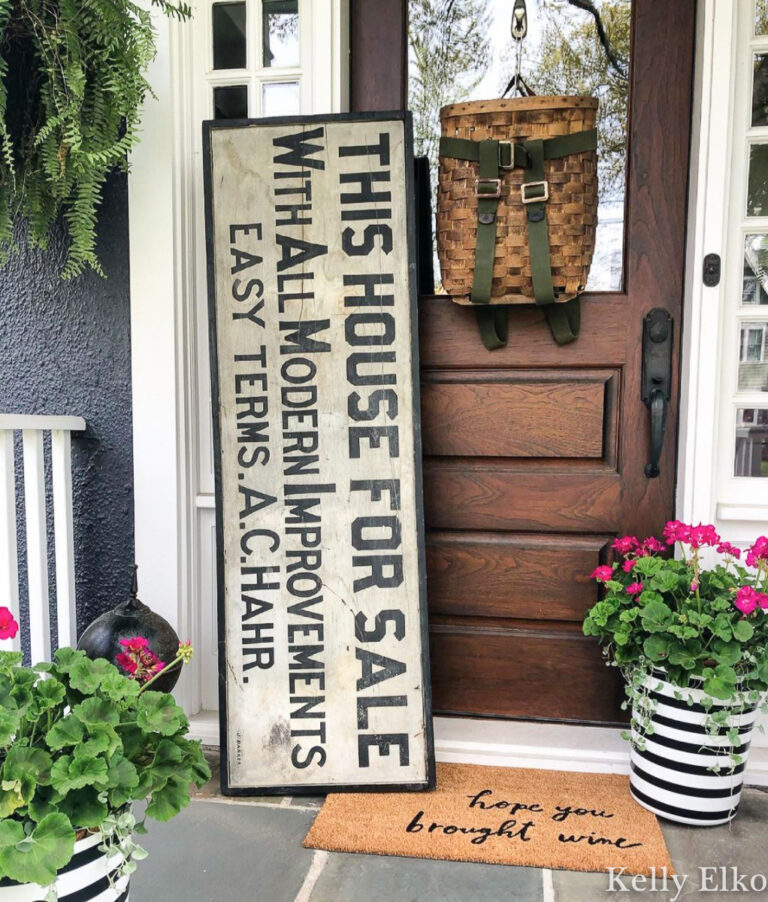 THIS HOUSE FOR SALE
WITH ALL MODERN IMPROVEMENTS
EASY TERMS. A.C. HAHR.
hope you
brought wine
Kelly Elko